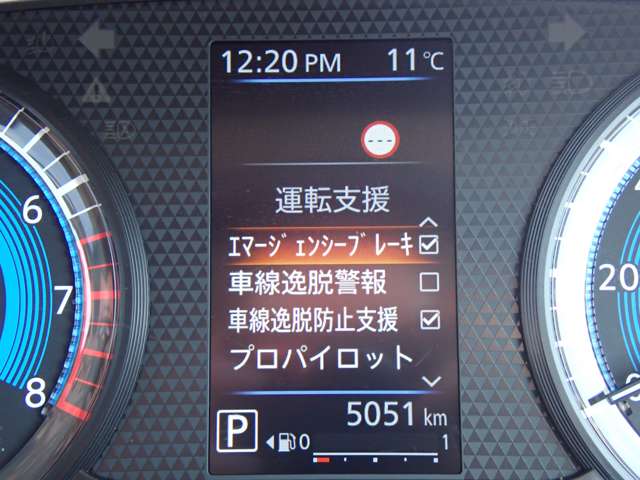 12:20 PM 11℃
---
運転支援
ｴﾏｰｼﾞｪﾝｼｰﾌﾞﾚｰｷ
車線逸脱警報
車線逸脱防止支援
プロパイロット
5051 km
P 0 1
6
7
8
20